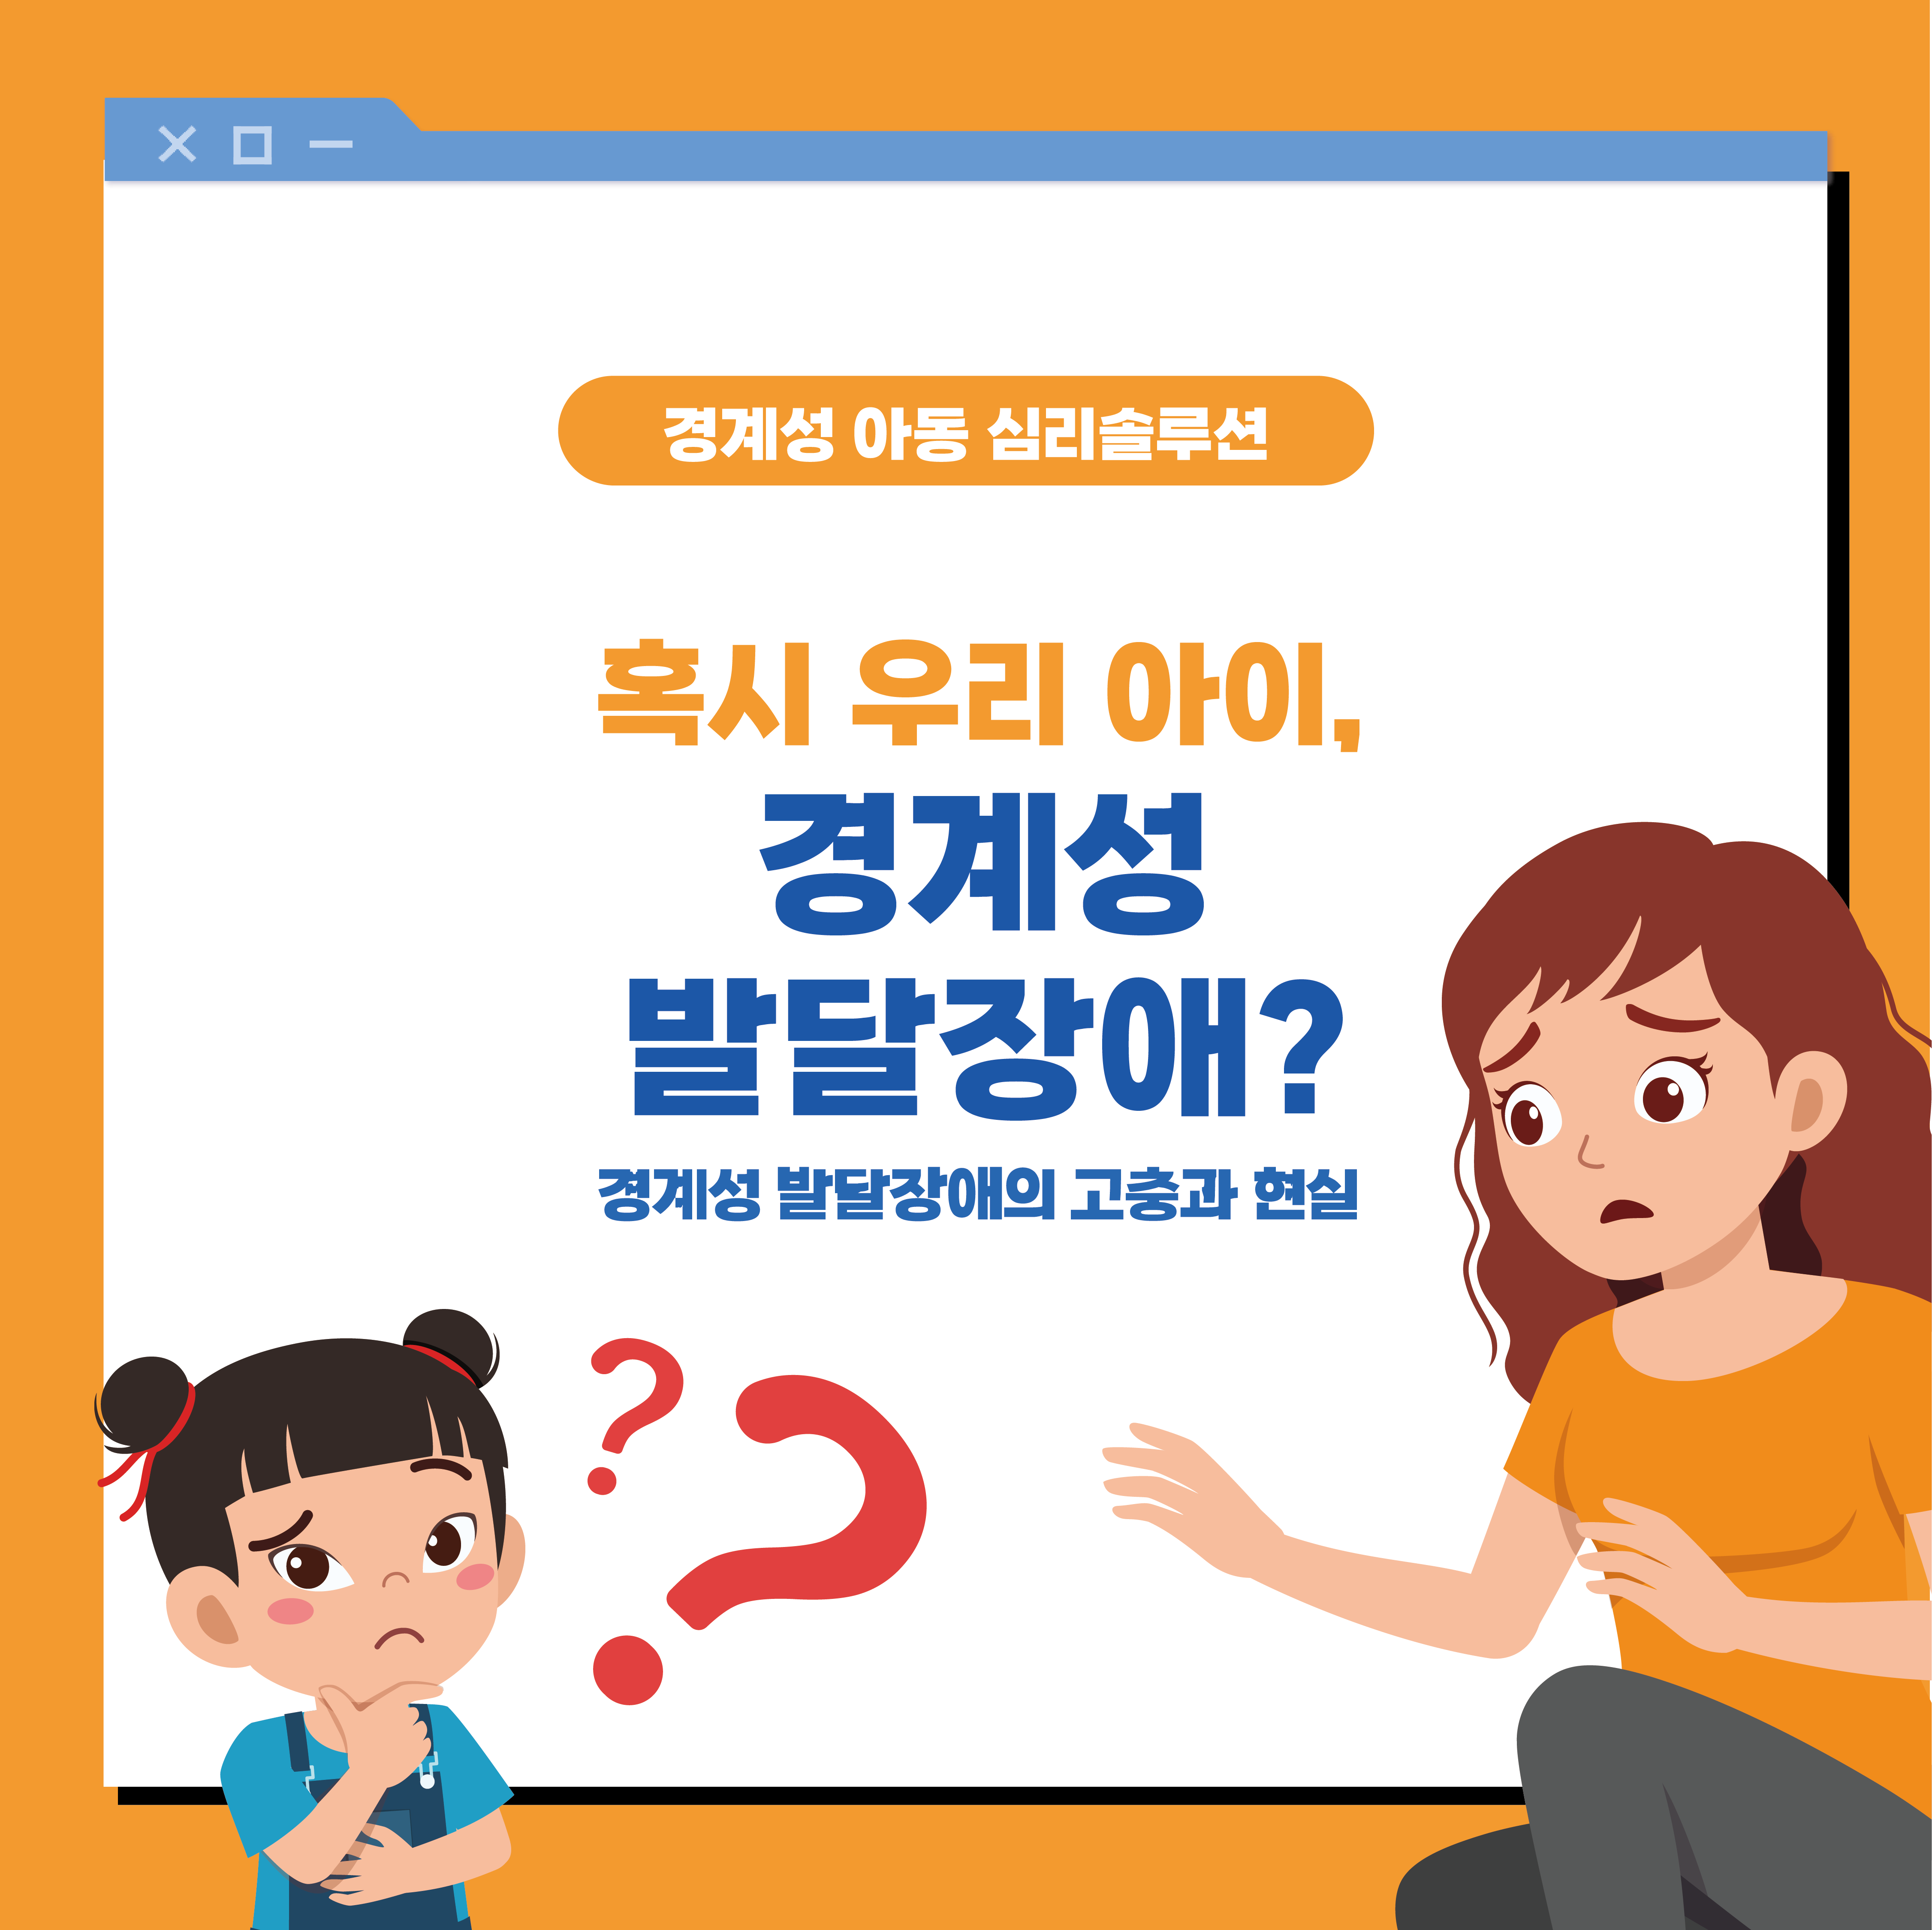 경계성 아동 심리솔루션
혹시 우리 아이,
경계성
발달장애?
경계성 발달장애의 고충과 현실